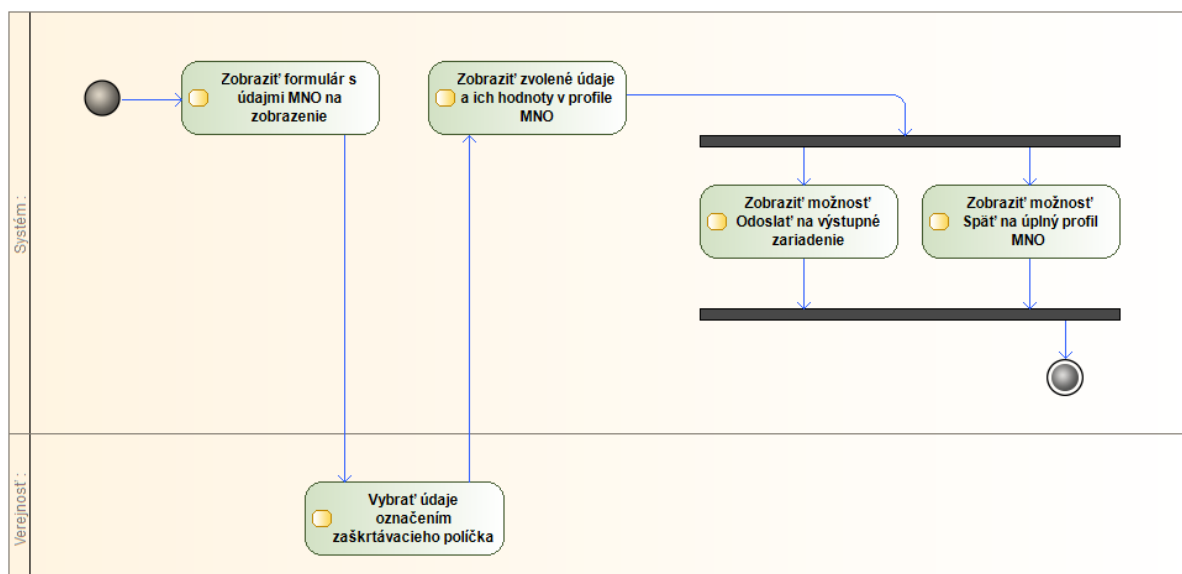 Systém :
Zobraziť formulár s
údajmi MNO na
zobrazenie
Zobraziť zvolené údaje
a ich hodnoty v profile
MNO
Zobraziť možnosť
Odoslať na výstupné
zariadenie
Zobraziť možnosť
Späť na úplný profil
MNO
Verejnosť :
Vybrať údaje
označením
zaškrtávacieho políčka